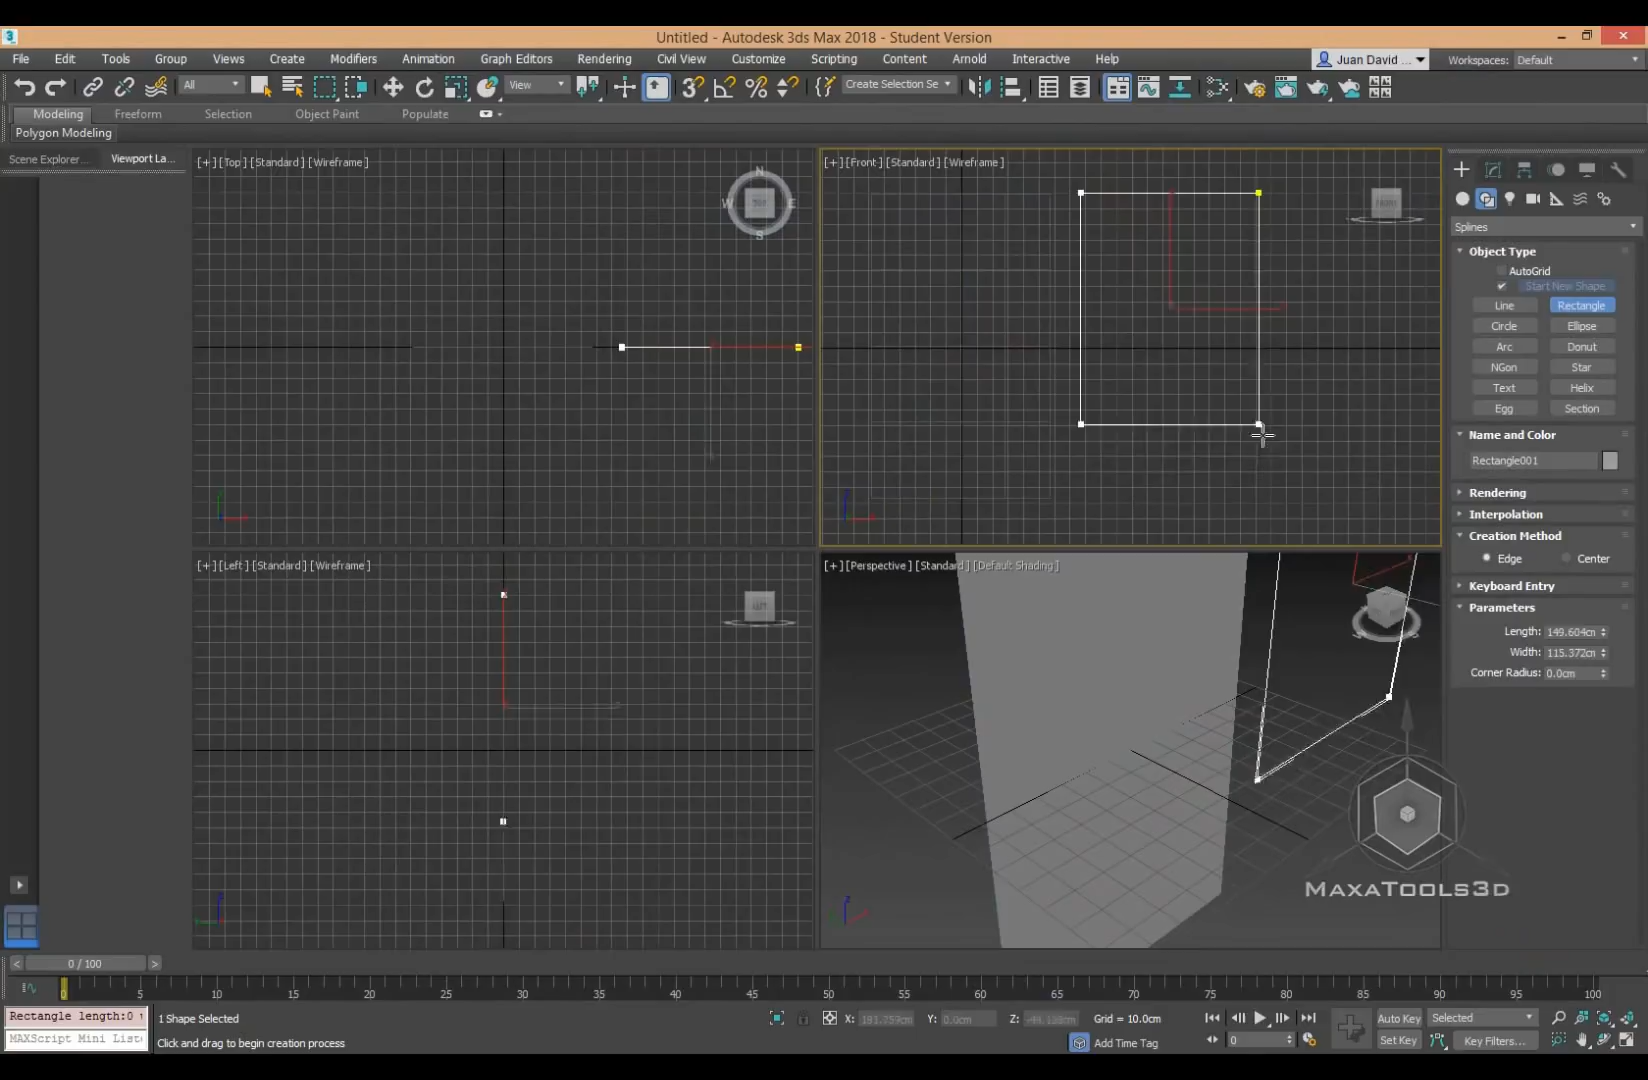 Untitled - Autodesk 3ds Max 2018 - Student Version
File Edit Tools Group Views Create Modifiers Animation Graph Editors Rendering Civil View Customize Scripting Content Arnold Interactive Help
Juan David ...
Workspaces: Default
All
View
Create Selection Se
Modeling Freeform Selection Object Paint Populate
Polygon Modeling
Scene Explorer... Viewport La...
[+] [Top] [Standard] [Wireframe]
N
W
E
S
TOP
[+] [Front] [Standard] [Wireframe]
FRONT
Splines
Object Type
AutoGrid
Start New Shape
Line Rectangle
Circle Ellipse
Arc Donut
NGon Star
Text Helix
Egg Section
Name and Color
Rectangle001
Rendering
Interpolation
Creation Method
Edge Center
Keyboard Entry
Parameters
Length: 149.604cm
Width: 115.372cm
Corner Radius: 0.0cm
[+] [Left] [Standard] [Wireframe]
LEFT
[+] [Perspective] [Standard] [Default Shading]
MaxaTools3D
0 / 100
0 5 10 15 20 25 30 35 40 45 50 55 60 65 70 75 80 85 90 95 100
Rectangle length:0
1 Shape Selected
X: 181.759cm Y: 0.0cm Z:
Grid = 10.0cm
Auto Key Selected
MAXScript Mini List
Click and drag to begin creation process
Add Time Tag
0
Set Key Key Filters...